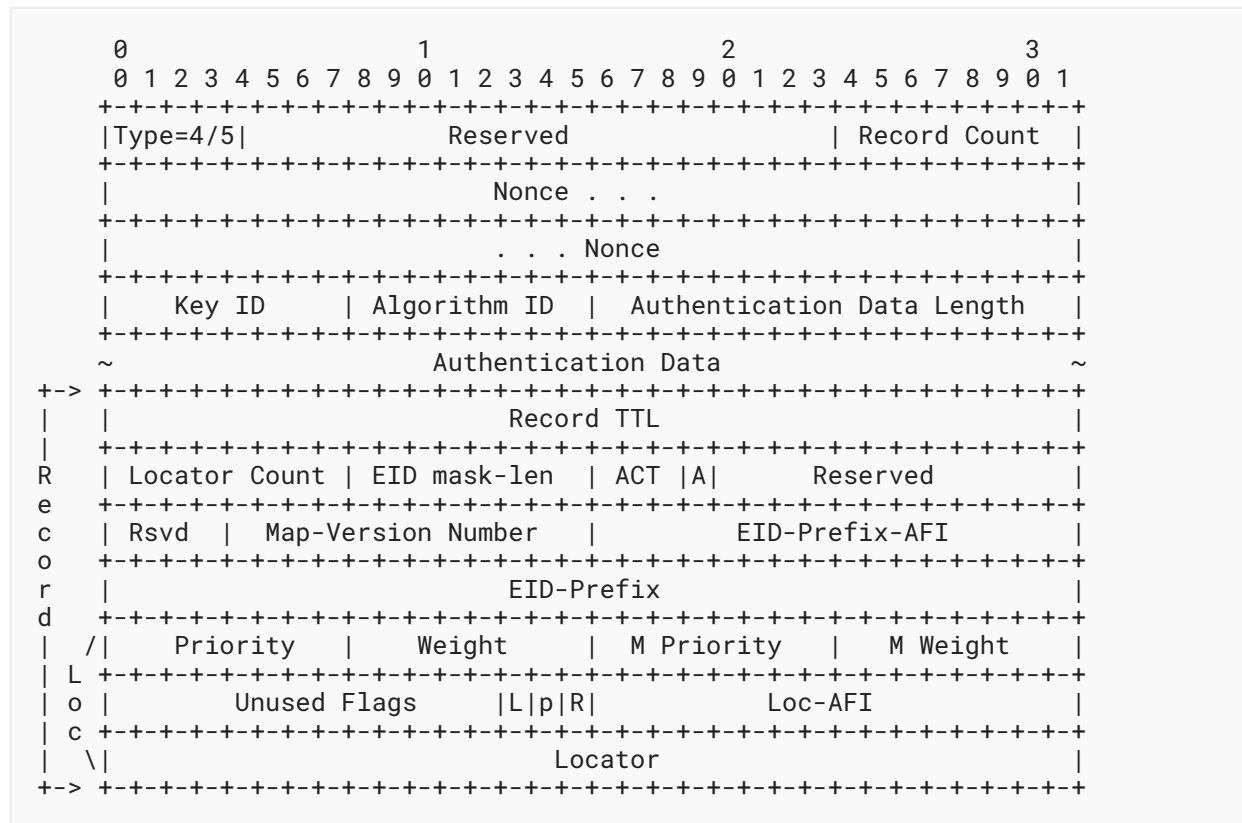 0                   1                   2                   3
     0 1 2 3 4 5 6 7 8 9 0 1 2 3 4 5 6 7 8 9 0 1 2 3 4 5 6 7 8 9 0 1
    +-+-+-+-+-+-+-+-+-+-+-+-+-+-+-+-+-+-+-+-+-+-+-+-+-+-+-+-+-+-+-+-+
    |Type=4/5|             Reserved                 | Record Count  |
    +-+-+-+-+-+-+-+-+-+-+-+-+-+-+-+-+-+-+-+-+-+-+-+-+-+-+-+-+-+-+-+-+
    |                         Nonce . . .                           |
    +-+-+-+-+-+-+-+-+-+-+-+-+-+-+-+-+-+-+-+-+-+-+-+-+-+-+-+-+-+-+-+-+
    |                         . . . Nonce                           |
    +-+-+-+-+-+-+-+-+-+-+-+-+-+-+-+-+-+-+-+-+-+-+-+-+-+-+-+-+-+-+-+-+
    |    Key ID     | Algorithm ID  |  Authentication Data Length   |
    +-+-+-+-+-+-+-+-+-+-+-+-+-+-+-+-+-+-+-+-+-+-+-+-+-+-+-+-+-+-+-+-+
    ~                     Authentication Data                       ~
+-> +-+-+-+-+-+-+-+-+-+-+-+-+-+-+-+-+-+-+-+-+-+-+-+-+-+-+-+-+-+-+-+-+
|   |                          Record TTL                           |
|   +-+-+-+-+-+-+-+-+-+-+-+-+-+-+-+-+-+-+-+-+-+-+-+-+-+-+-+-+-+-+-+-+
R   | Locator Count | EID mask-len  | ACT |A|      Reserved         |
e   +-+-+-+-+-+-+-+-+-+-+-+-+-+-+-+-+-+-+-+-+-+-+-+-+-+-+-+-+-+-+-+-+
c   | Rsvd  |  Map-Version Number   |         EID-Prefix-AFI        |
o   +-+-+-+-+-+-+-+-+-+-+-+-+-+-+-+-+-+-+-+-+-+-+-+-+-+-+-+-+-+-+-+-+
r   |                          EID-Prefix                           |
d   +-+-+-+-+-+-+-+-+-+-+-+-+-+-+-+-+-+-+-+-+-+-+-+-+-+-+-+-+-+-+-+-+
|  /|    Priority   |    Weight     |  M Priority   |   M Weight    |
| L +-+-+-+-+-+-+-+-+-+-+-+-+-+-+-+-+-+-+-+-+-+-+-+-+-+-+-+-+-+-+-+-+
| o |        Unused Flags     |L|p|R|           Loc-AFI             |
| c +-+-+-+-+-+-+-+-+-+-+-+-+-+-+-+-+-+-+-+-+-+-+-+-+-+-+-+-+-+-+-+-+
|  \|                             Locator                           |
+-> +-+-+-+-+-+-+-+-+-+-+-+-+-+-+-+-+-+-+-+-+-+-+-+-+-+-+-+-+-+-+-+-+